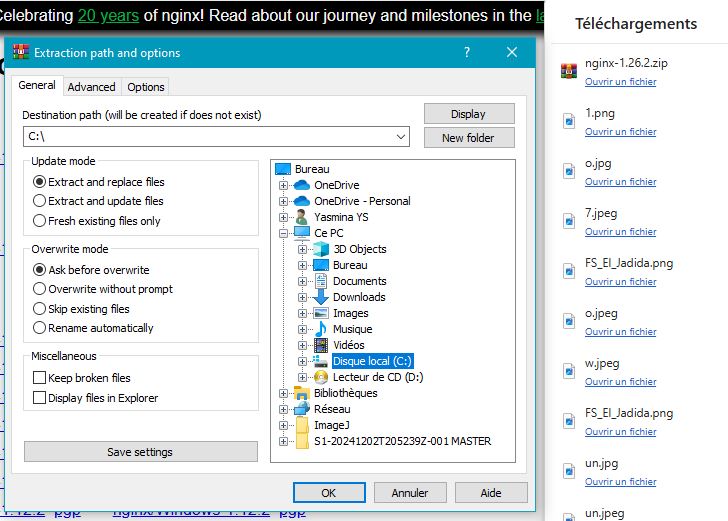 Celebrating 20 years of nginx! Read about our journey and milestones in the
Extraction path and options
?
General
Advanced
Options
Destination path (will be created if does not exist)
C:\
Display
New folder
Update mode
Extract and replace files
Extract and update files
Fresh existing files only
Overwrite mode
Ask before overwrite
Overwrite without prompt
Skip existing files
Rename automatically
Miscellaneous
Keep broken files
Display files in Explorer
Save settings
Bureau
OneDrive
OneDrive - Personal
Yasmina YS
Ce PC
3D Objects
Bureau
Documents
Downloads
Images
Musique
Vidéos
Disque local (C:)
Lecteur de CD (D:)
Bibliothèques
Réseau
ImageJ
S1-20241202T205239Z-001 MASTER
OK
Annuler
Aide
1.12.2 pgp nginx/Windows-1.12.2 pgp
Téléchargements
nginx-1.26.2.zip
Ouvrir un fichier
1.png
Ouvrir un fichier
o.jpg
Ouvrir un fichier
7.jpeg
Ouvrir un fichier
FS_El_Jadida.png
Ouvrir un fichier
o.jpeg
Ouvrir un fichier
w.jpeg
Ouvrir un fichier
FS_El_Jadida.png
Ouvrir un fichier
un.jpg
Ouvrir un fichier
un.jpeg